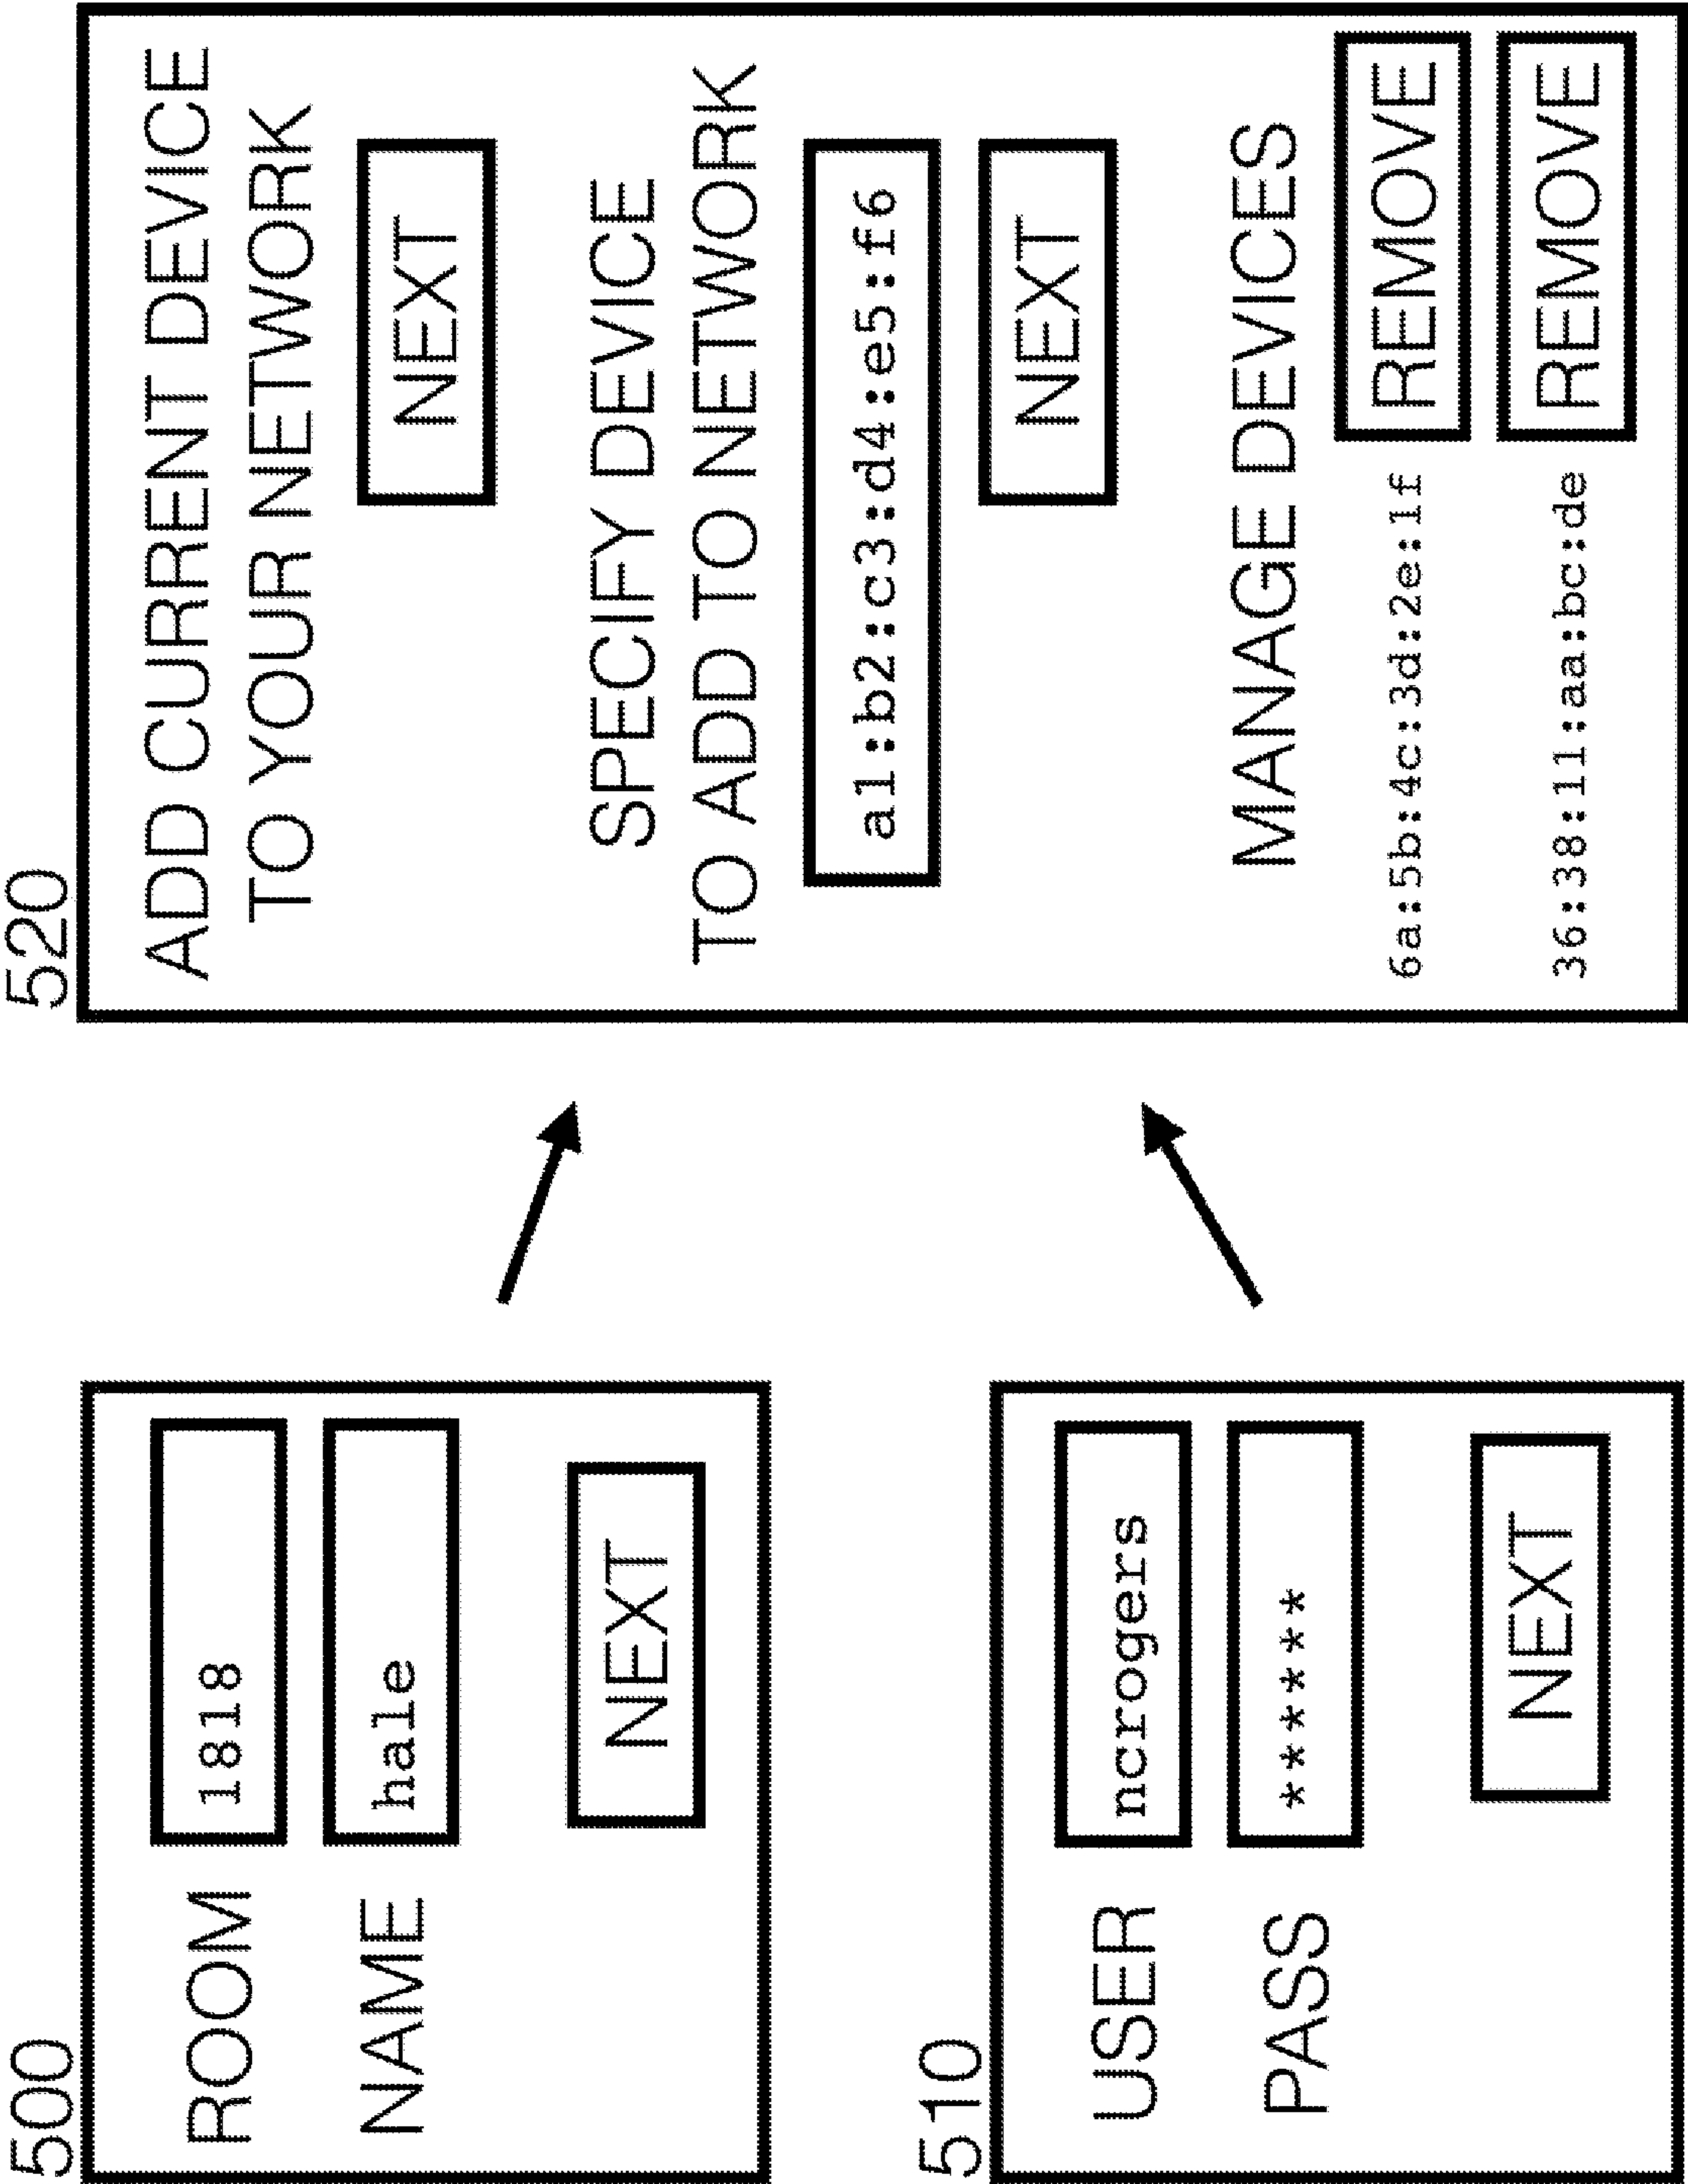 500
ROOM 1818
NAME hale
NEXT
510
USER ncrogers
PASS ******
NEXT
520
ADD CURRENT DEVICE
TO YOUR NETWORK
NEXT
SPECIFY DEVICE
TO ADD TO NETWORK
a1:b2:c3:d4:e5:f6
NEXT
MANAGE DEVICES
6a:5b:4c:3d:2e:1f REMOVE
36:38:11:aa:bc:de REMOVE